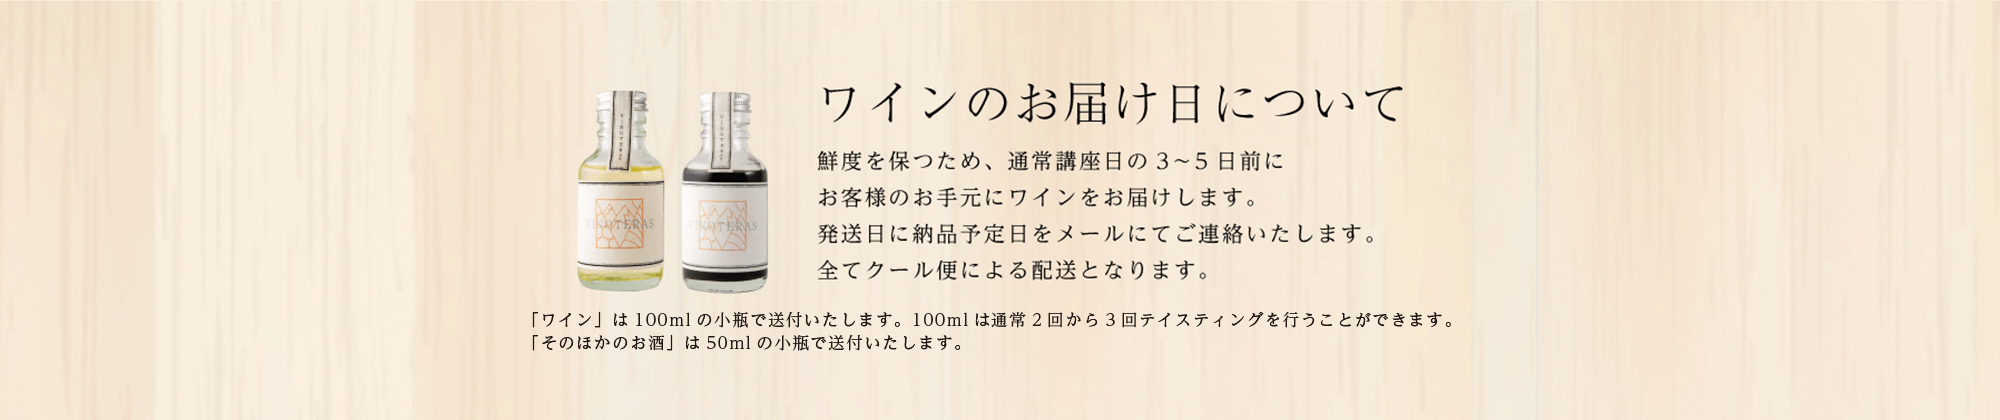 ワインのお届け日について
鮮度を保つため、通常講座日の3~5日前に
お客様のお手元にワインをお届けします。
発送日に納品予定日をメールにてご連絡いたします。
全てクール便による配送となります。
VINOTERAS
VINOTERAS
VINOTERAS
VINOTERAS
「ワイン」は100mlの小瓶で送付いたします。100mlは通常2回から3回テイスティングを行うことができます。
「そのほかのお酒」は50mlの小瓶で送付いたします。